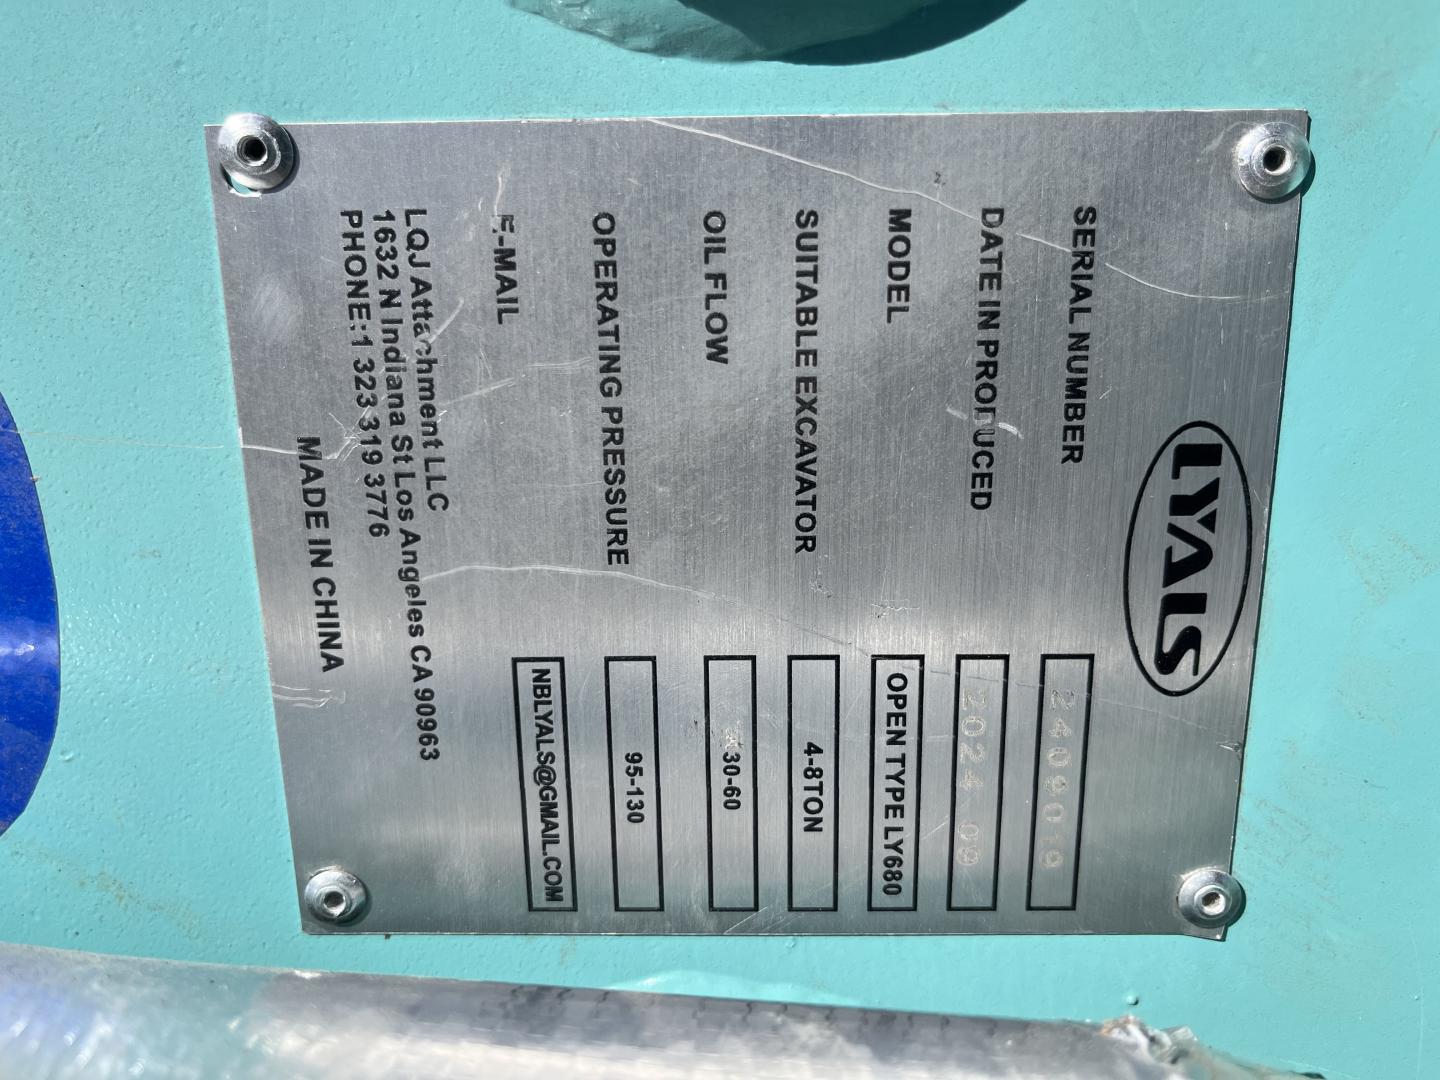 LYALS
SERIAL NUMBER
DATE IN PRODUCED 2024.09
MODEL OPEN TYPE LY680
SUITABLE EXCAVATOR 4-8TON
OIL FLOW 30-60
OPERATING PRESSURE 95-130
E-MAIL NBLYALS@GMAIL.COM
LQJ Attachment LLC
1632 N Indiana St Los Angeles CA 90963
PHONE:1 323 319 3776
MADE IN CHINA